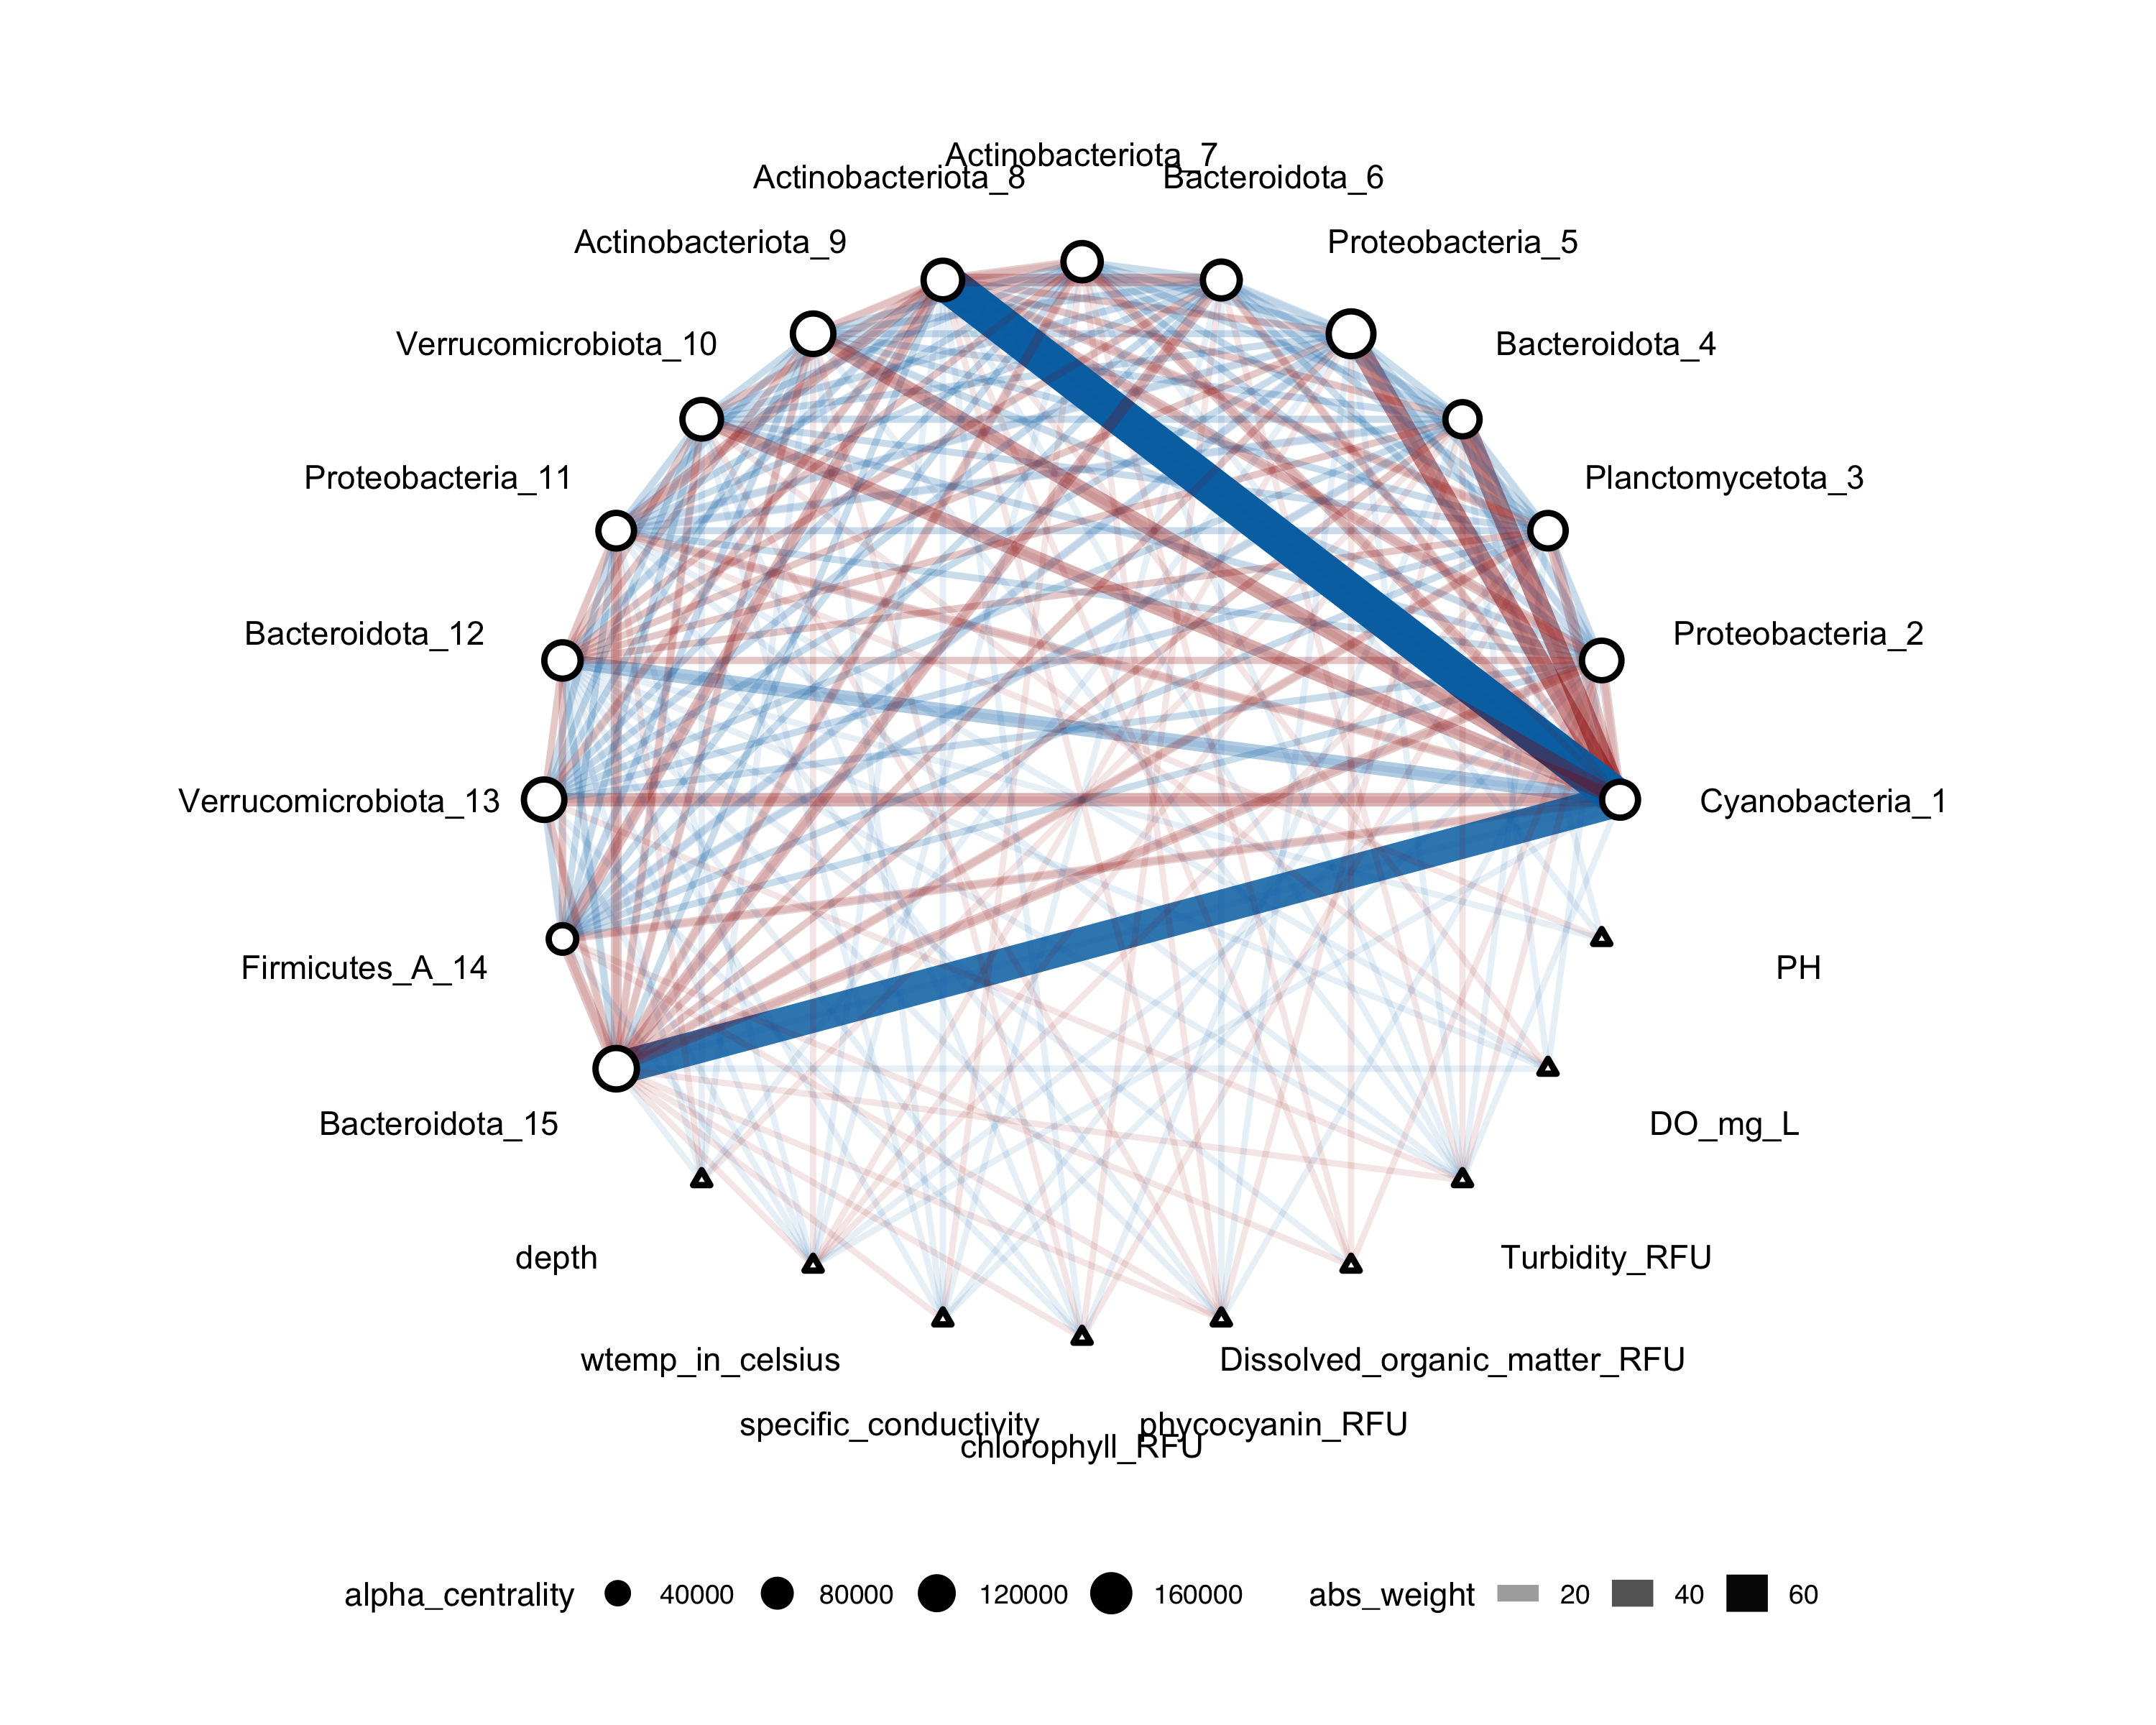 Actinobacteriota_7
Actinobacteriota_8
Bacteroidota_6
Actinobacteriota_9
Proteobacteria_5
Verrucomicrobiota_10
Bacteroidota_4
Proteobacteria_11
Planctomycetota_3
Bacteroidota_12
Proteobacteria_2
Verrucomicrobiota_13
Cyanobacteria_1
Firmicutes_A_14
PH
Bacteroidota_15
DO_mg_L
depth
Turbidity_RFU
wtemp_in_celsius
Dissolved_organic_matter_RFU
specific_conductivity
phycocyanin_RFU
chlorophyll_RFU
alpha_centrality 40000 80000 120000 160000 abs_weight 20 40 60